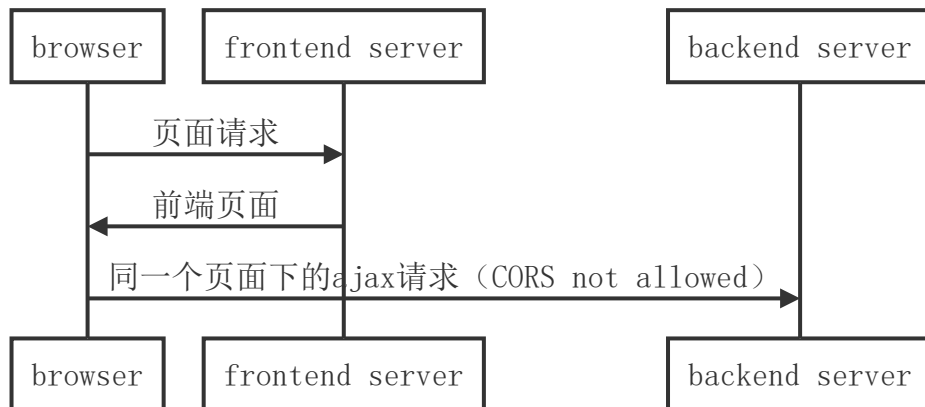 browser
frontend server
backend server
页面请求
前端页面
同一个页面下的ajax请求（CORS not allowed）
browser
frontend server
backend server